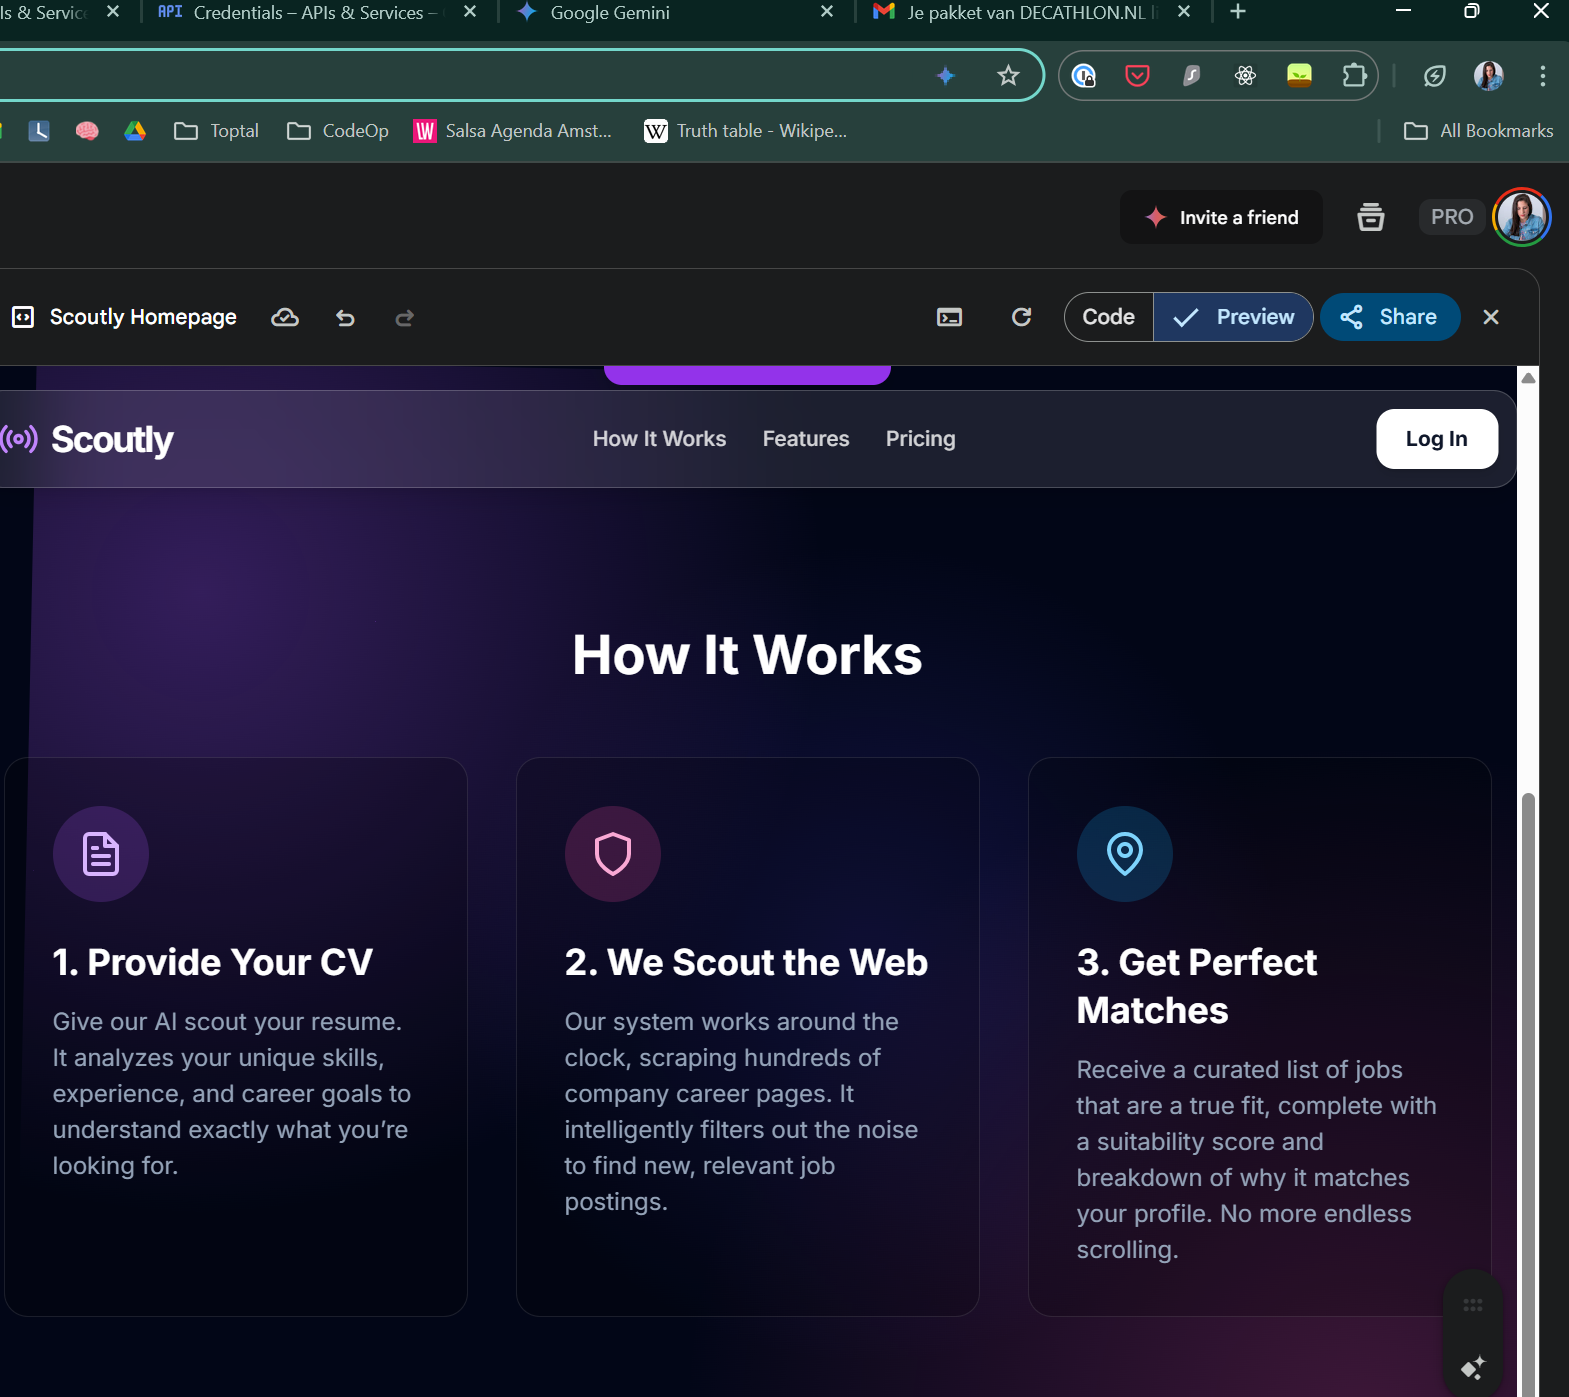 ls & Servic
API Credentials – APIs & Services –
Google Gemini
Je pakket van DECATHLON.NL
Toptal
CodeOp
W Salsa Agenda Amst...
W Truth table - Wikipe...
All Bookmarks
Invite a friend
PRO
Scoutly Homepage
Code
Preview
Share
Scoutly
How It Works
Features
Pricing
Log In
How It Works
1. Provide Your CV
Give our AI scout your resume.
It analyzes your unique skills,
experience, and career goals to
understand exactly what you’re
looking for.
2. We Scout the Web
Our system works around the
clock, scraping hundreds of
company career pages. It
intelligently filters out the noise
to find new, relevant job
postings.
3. Get Perfect
Matches
Receive a curated list of jobs
that are a true fit, complete with
a suitability score and
breakdown of why it matches
your profile. No more endless
scrolling.